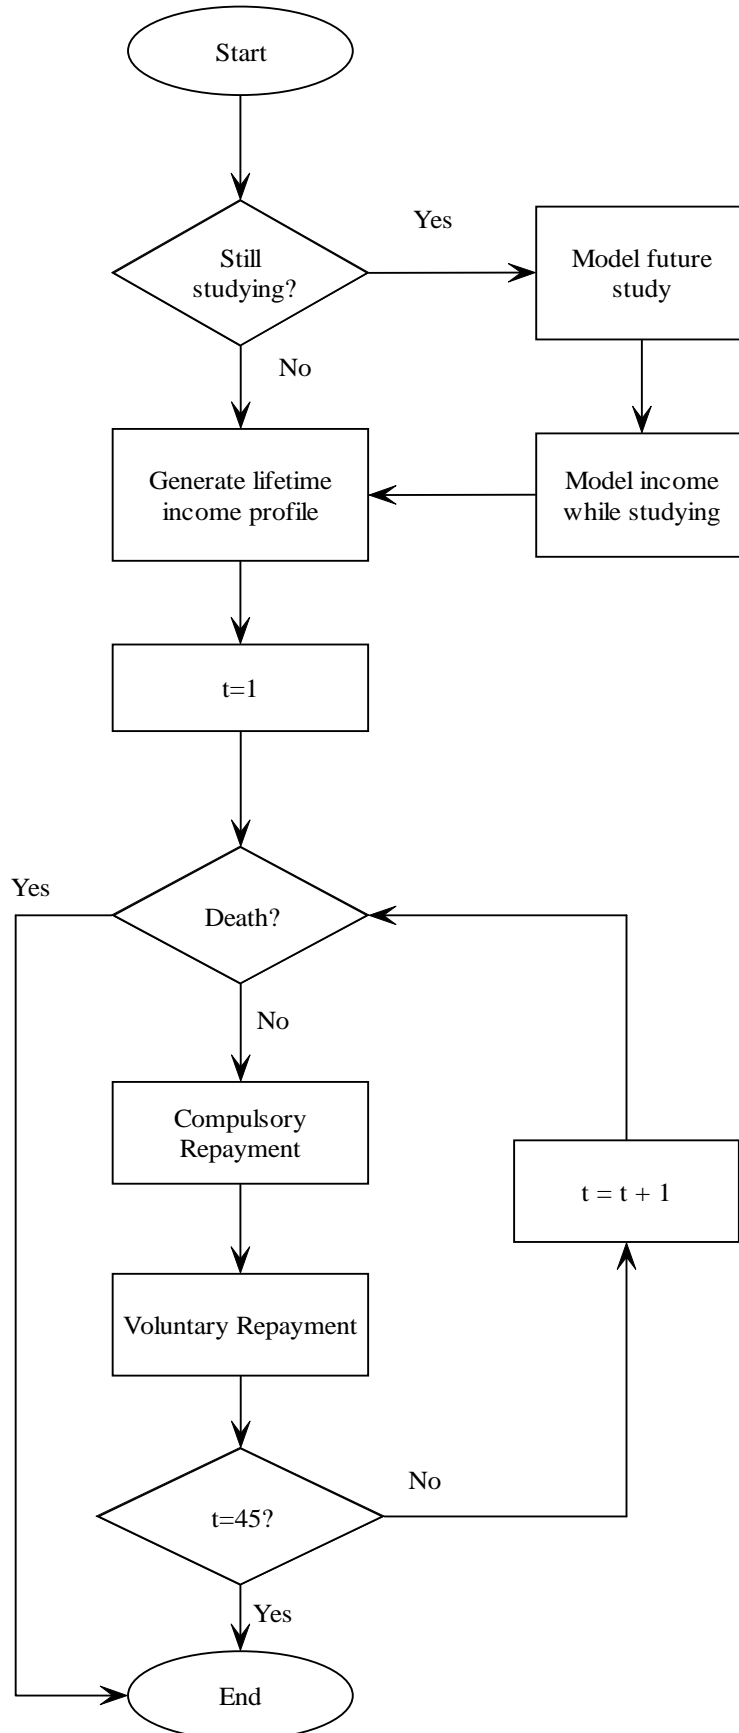 Start
Yes
Still
studying?
Model future
study
No
Generate lifetime
income profile
Model income
while studying
t=1
Yes
Death?
No
Compulsory
Repayment
t = t + 1
Voluntary Repayment
No
t=45?
Yes
End